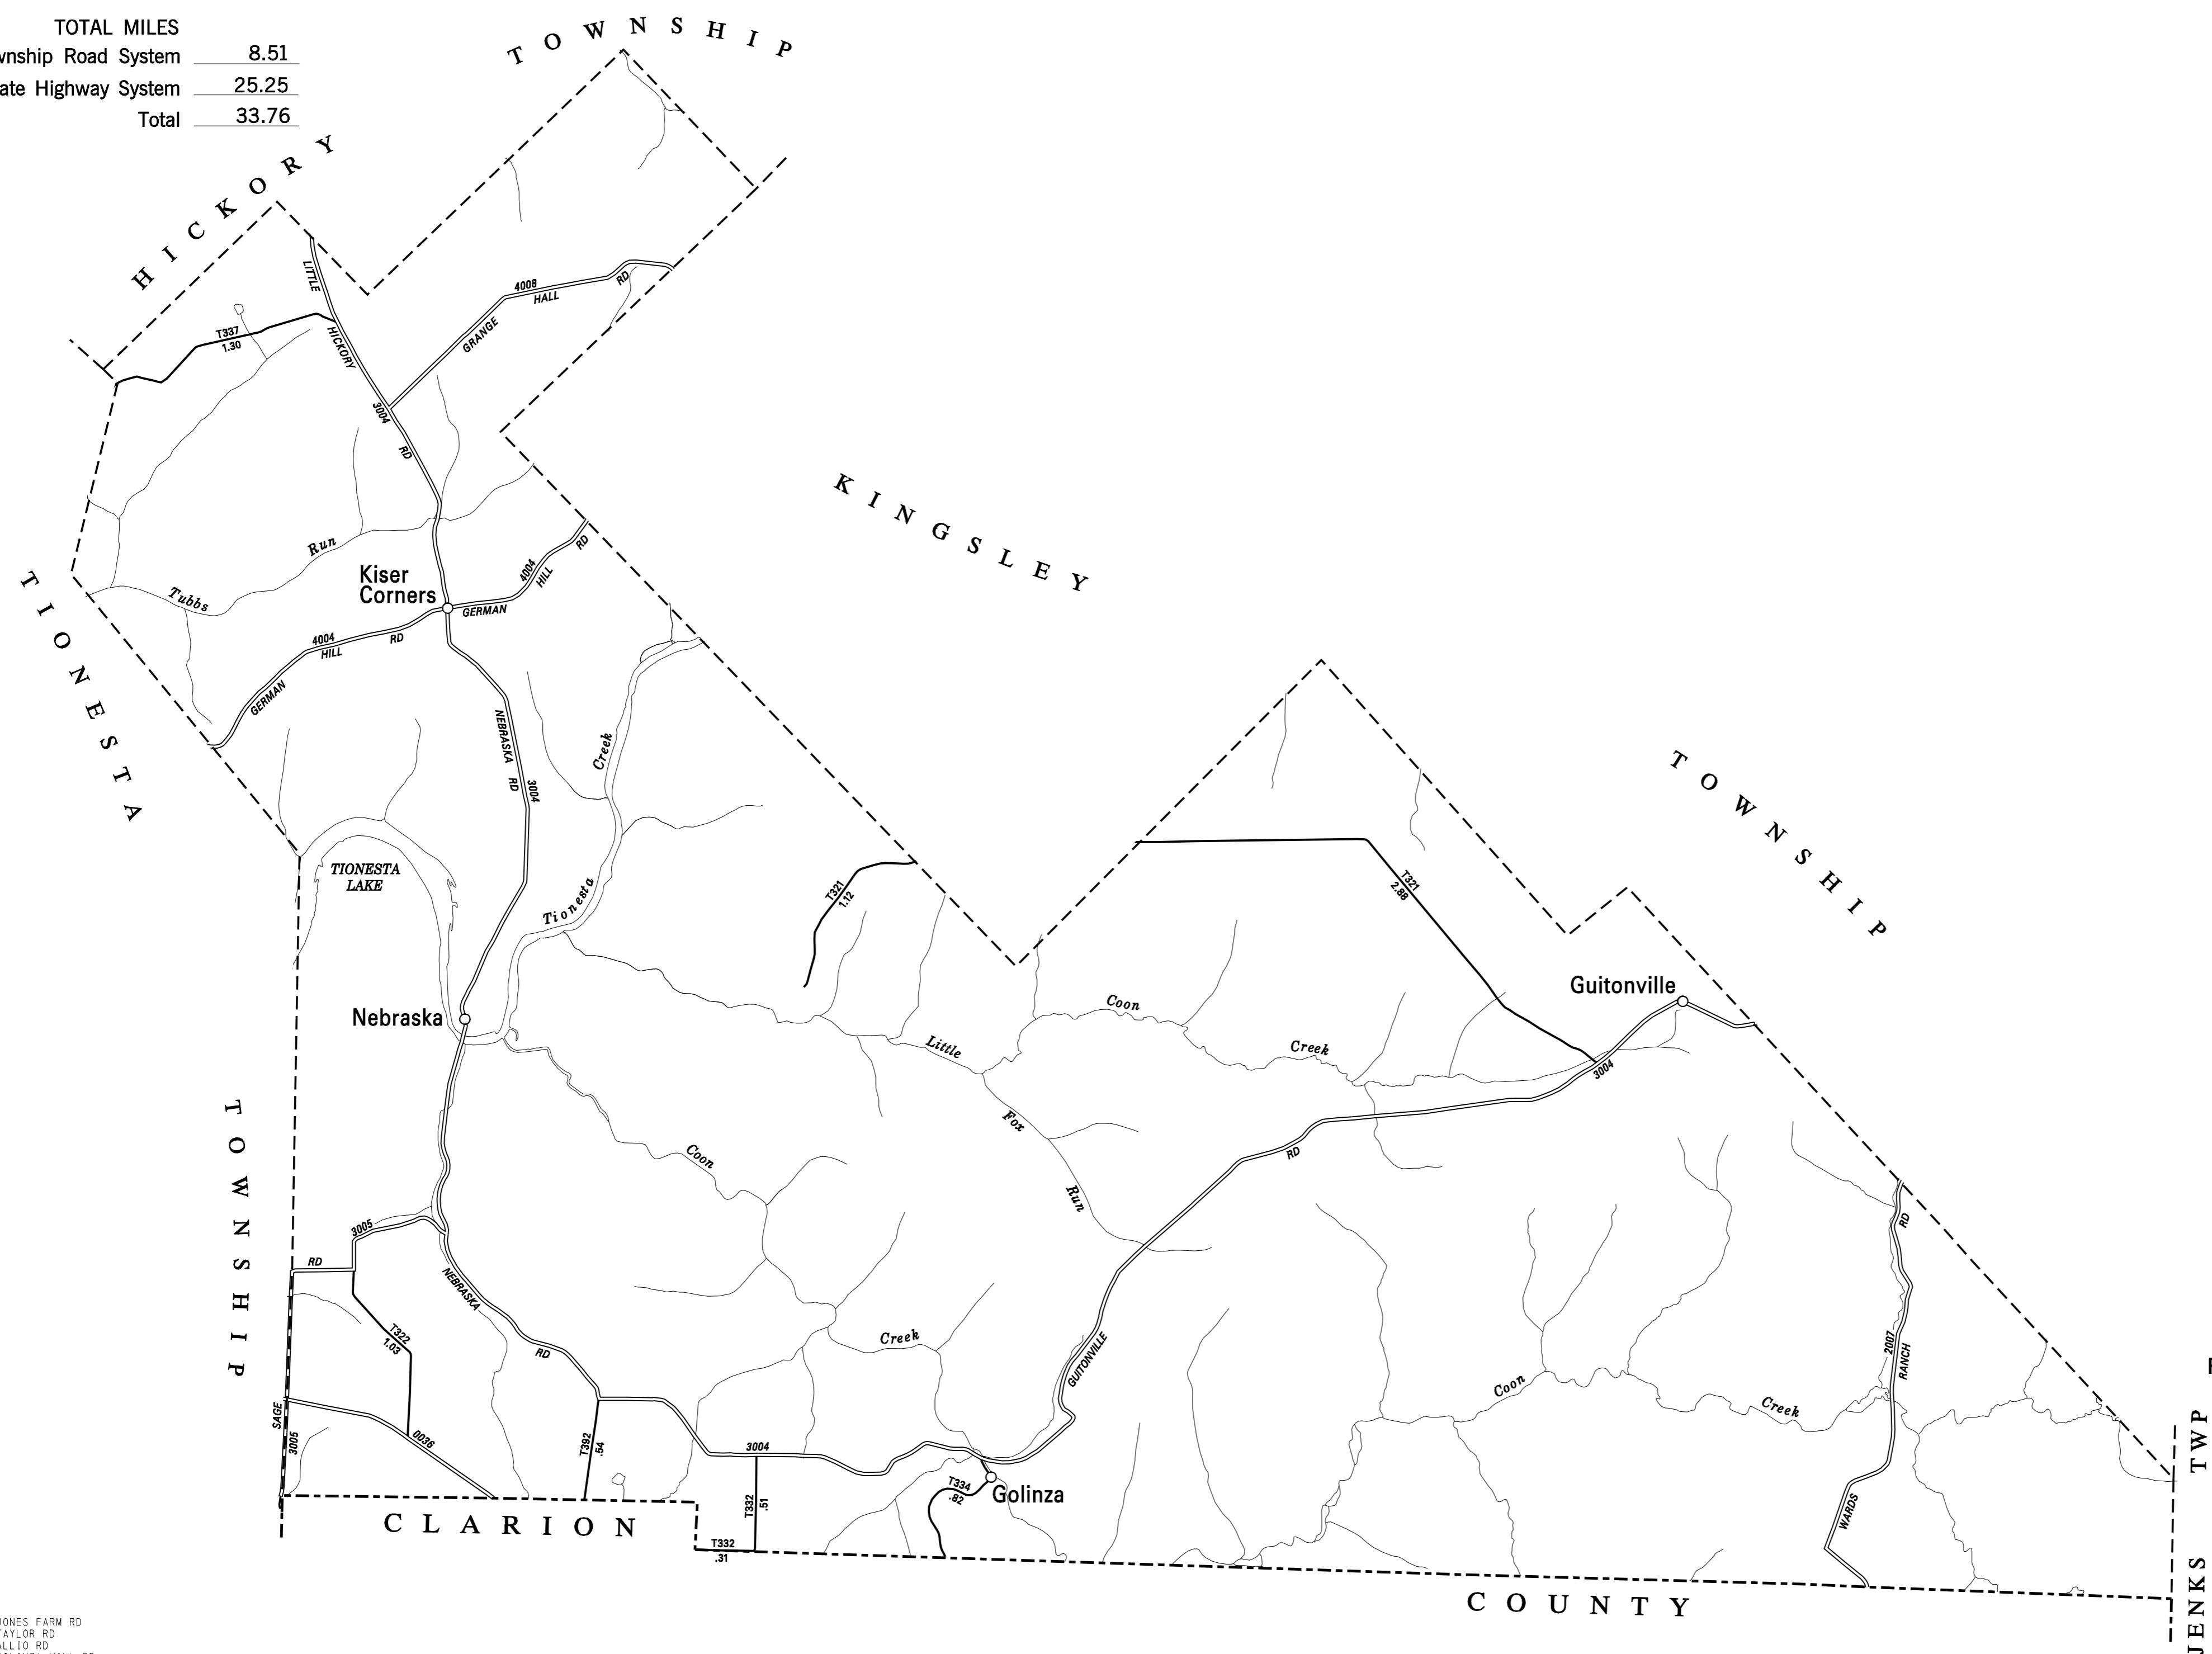 TOTAL MILES
wnship Road System 8.51
ate Highway System 25.25
Total 33.76
TOWNSHIP
HICKORY
LITTLE
HICKORY
3004
RD
4008
GRANGE
HALL
RD
T337
1.30
KINGSLEY
TIONESTA
Run
Tubbs
Kiser
Corners
4004
HILL
RD
GERMAN
4004
HILL
RD
GERMAN
NEBRASKA
RD
3004
Creek
Tionesta
TIONESTA
LAKE
TOWNSHIP
T321
1.12
T321
2.88
Guitonville
Nebraska
Coon
Creek
Little
3004
Fox
Run
RD
Coon
TOWNSHIP
3005
RD
NEBRASKA
RD
T322
1.03
Creek
GUITONVILLE
RD
2007
RANCH
WARDS
Coon
Creek
SAGE
3005
0036
T392
.54
3004
T332
.51
T334
.82
Golinza
T332
.31
CLARION
COUNTY
TWP
JENKS
JONES FARM RD
TAYLOR RD
ALLIO RD